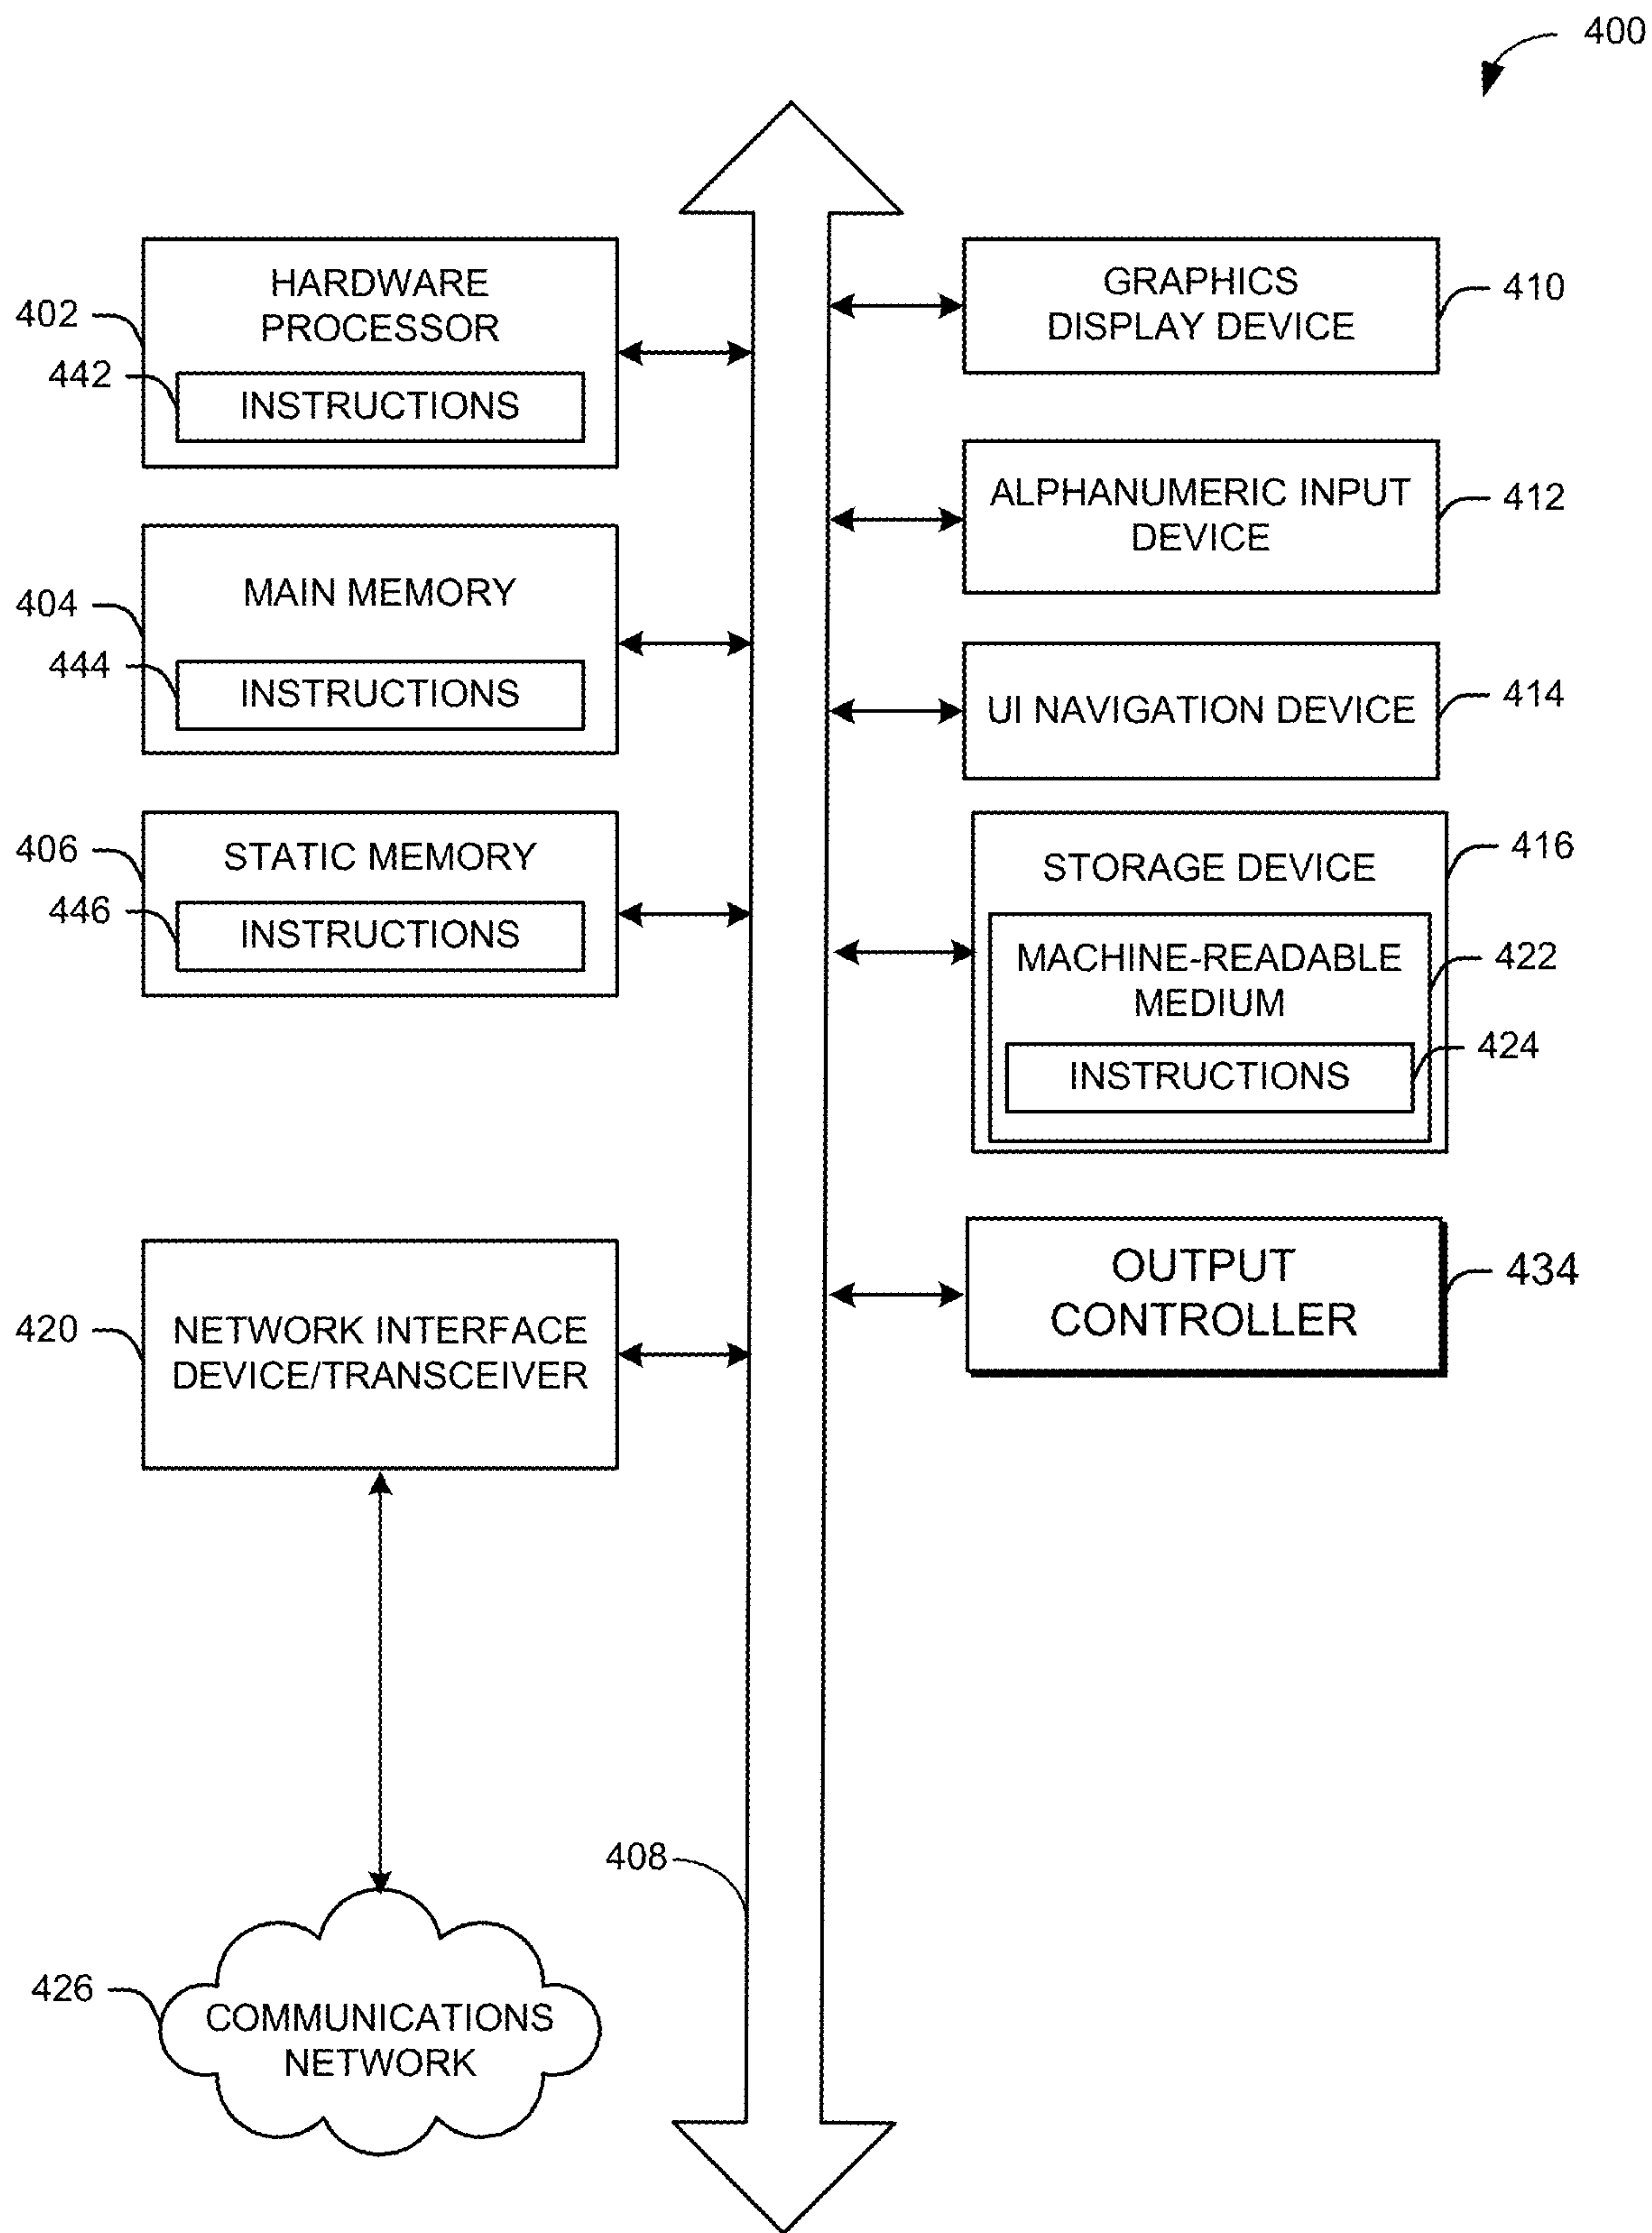 400
HARDWARE
PROCESSOR
402
442
INSTRUCTIONS
MAIN MEMORY
404
444
INSTRUCTIONS
STATIC MEMORY
406
446
INSTRUCTIONS
NETWORK INTERFACE
DEVICE/TRANSCEIVER
420
408
426
COMMUNICATIONS
NETWORK
GRAPHICS
DISPLAY DEVICE
410
ALPHANUMERIC INPUT
DEVICE
412
UI NAVIGATION DEVICE
414
STORAGE DEVICE
416
MACHINE-READABLE
MEDIUM
422
INSTRUCTIONS
424
OUTPUT
CONTROLLER
434